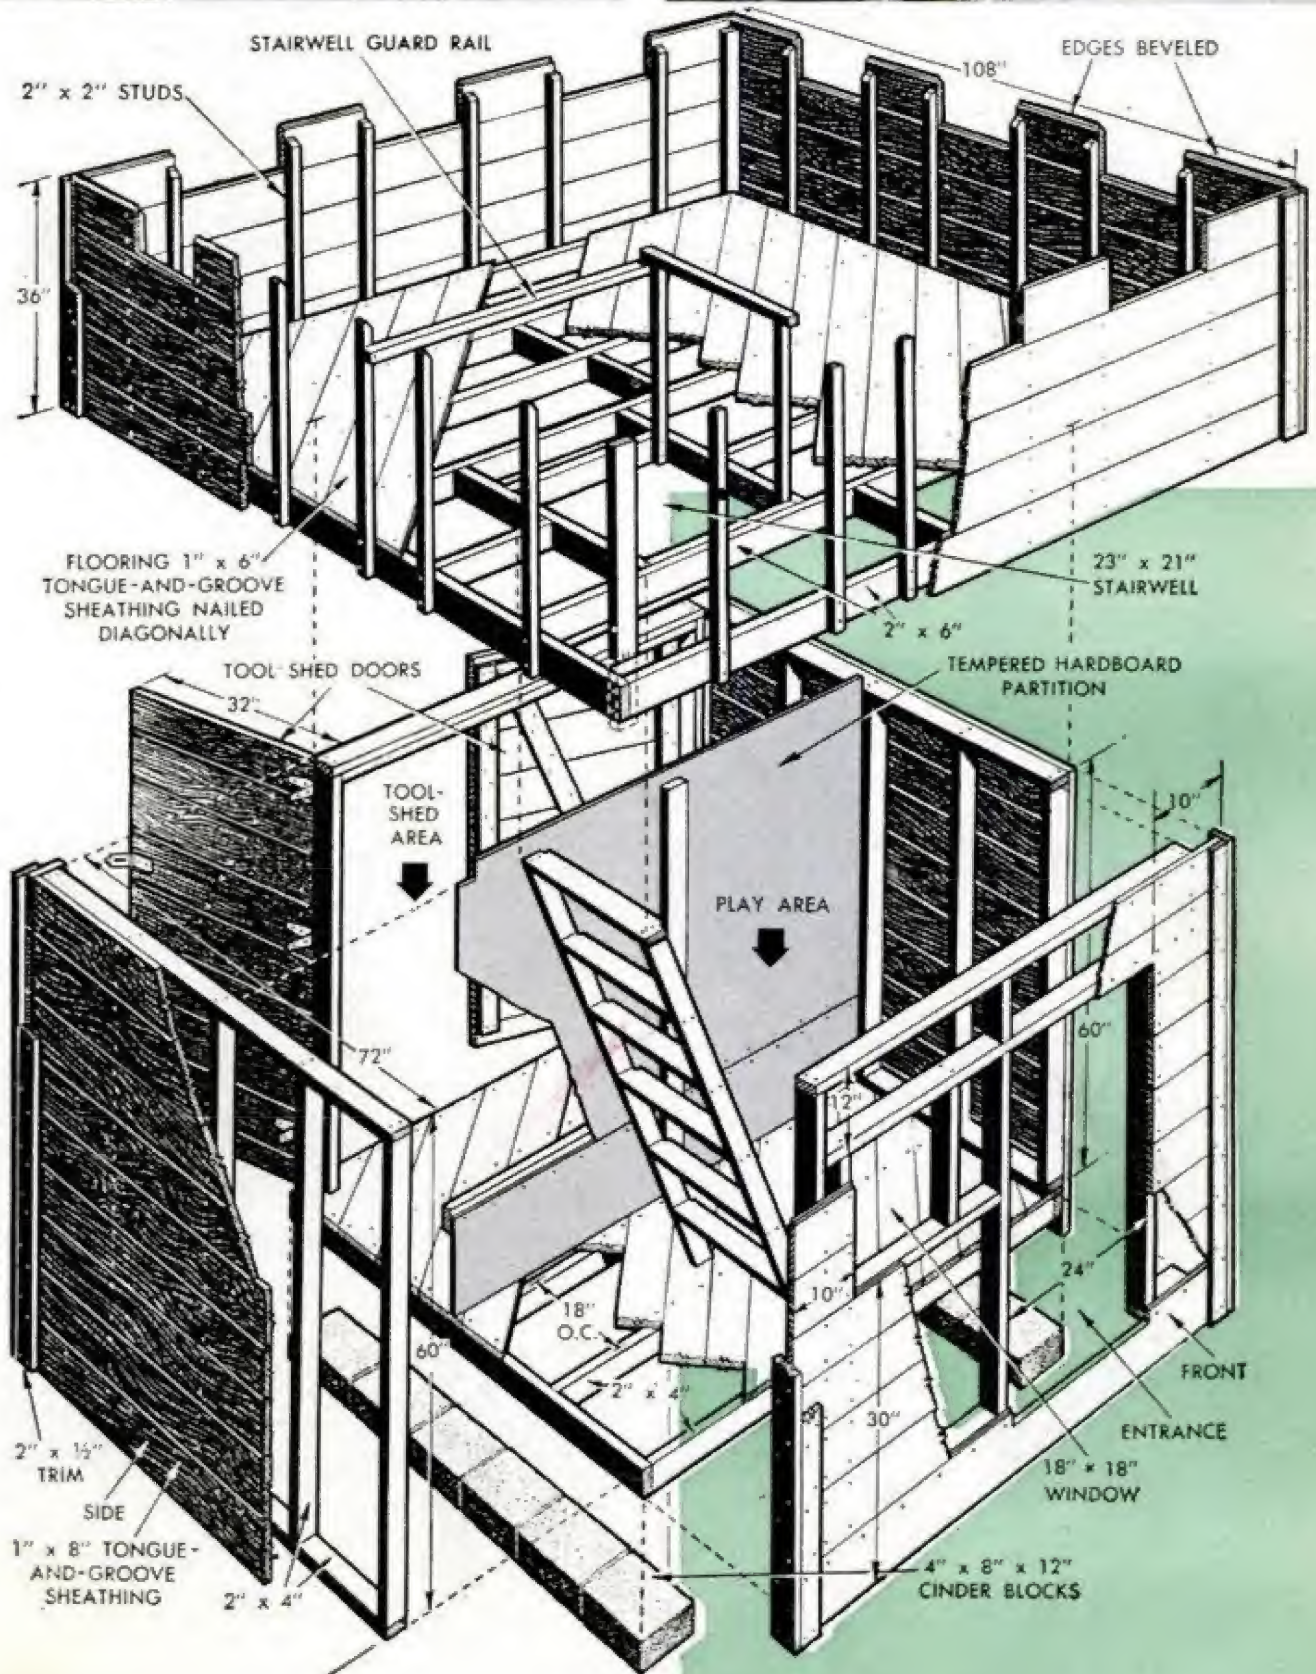 STAIRWELL GUARD RAIL
EDGES BEVELED
108"
2" x 2" STUDS
36"
FLOORING 1" x 6"
TONGUE-AND-GROOVE
SHEATHING NAILED
DIAGONALLY
23" x 21"
STAIRWELL
2" x 6"
TOOL SHED DOORS
TEMPERED HARDBOARD
PARTITION
32"
TOOL-
SHED
AREA
10"
PLAY AREA
60"
72"
12"
24"
10"
18"
O.C.
60"
2" x 4"
30"
FRONT
ENTRANCE
18" x 18"
WINDOW
2" x ½"
TRIM
SIDE
1" x 8" TONGUE-
AND-GROOVE
SHEATHING
2" x 4"
4" x 8" x 12"
CINDER BLOCKS